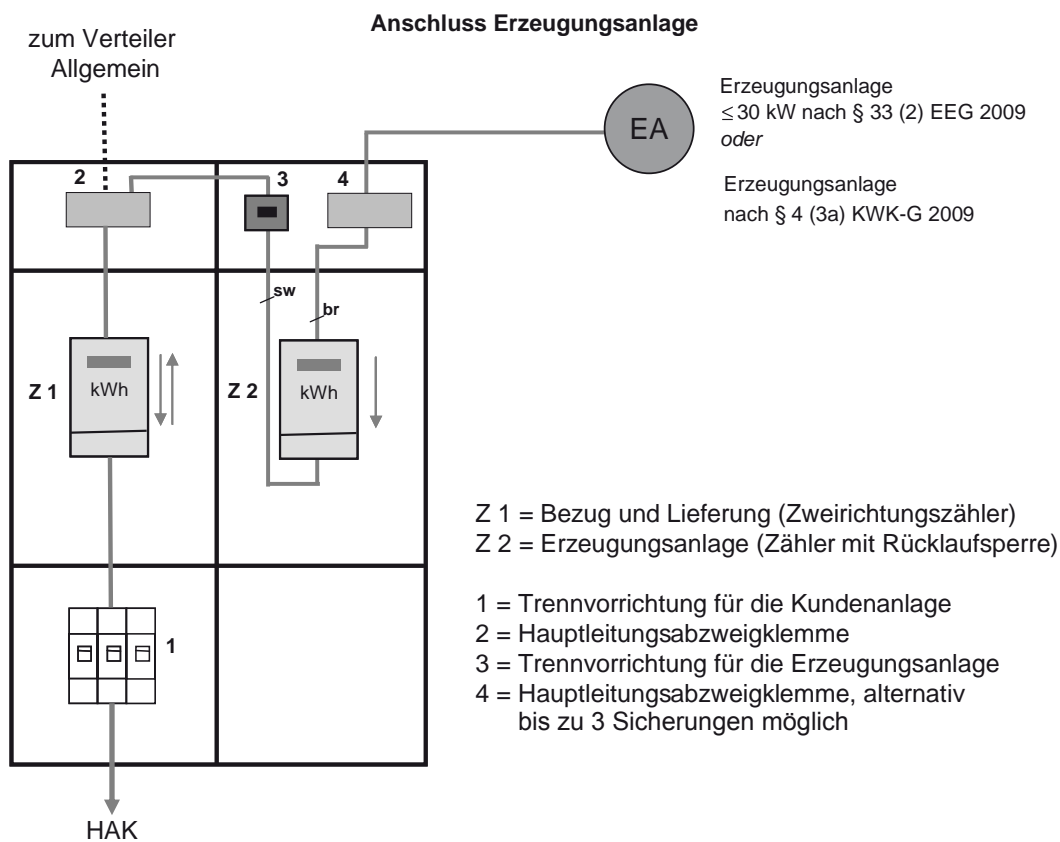 Anschluss Erzeugungsanlage
zum Verteiler
Allgemein
EA
Erzeugungsanlage
≤ 30 kW nach § 33 (2) EEG 2009
oder
Erzeugungsanlage
nach § 4 (3a) KWK-G 2009
2
3
4
sw
br
Z 1
kWh
Z 2
kWh
Z 1 = Bezug und Lieferung (Zweirichtungszähler)
Z 2 = Erzeugungsanlage (Zähler mit Rücklaufsperre)
1 = Trennvorrichtung für die Kundenanlage
2 = Hauptleitungsabzweigklemme
3 = Trennvorrichtung für die Erzeugungsanlage
4 = Hauptleitungsabzweigklemme, alternativ
bis zu 3 Sicherungen möglich
1
HAK